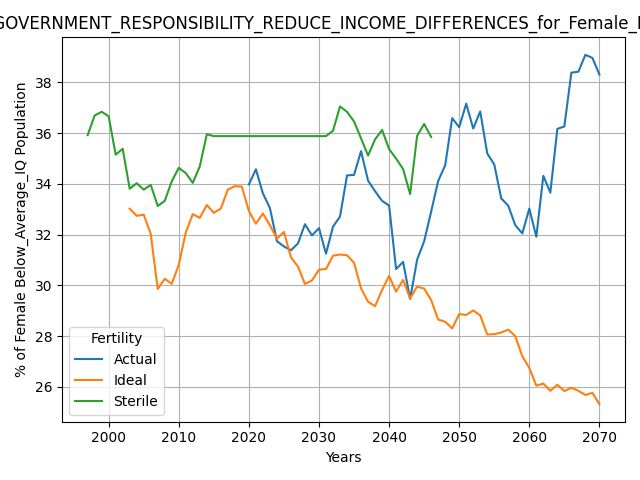 GOVERNMENT_RESPONSIBILITY_REDUCE_INCOME_DIFFERENCES_for_Female_
% of Female Below_Average_IQ Population
38
36
34
32
30
28
26
Fertility
Actual
Ideal
Sterile
2000 2010 2020 2030 2040 2050 2060 2070
Years